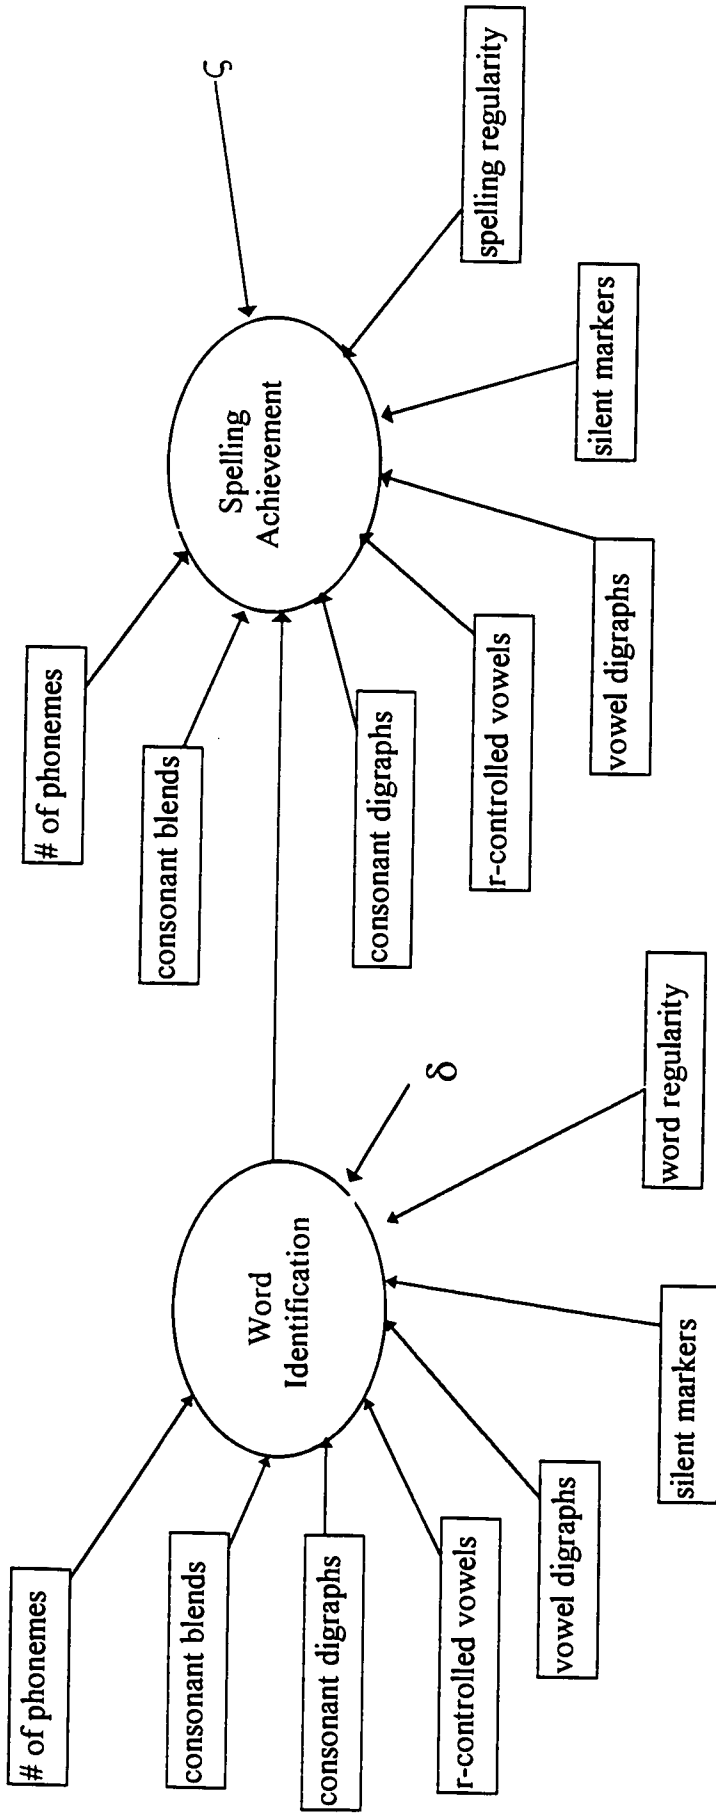 # of phonemes
consonant blends
consonant digraphs
r-controlled vowels
vowel digraphs
silent markers
word regularity
Word
Identification
δ
# of phonemes
consonant blends
consonant digraphs
r-controlled vowels
vowel digraphs
silent markers
spelling regularity
Spelling
Achievement
ς